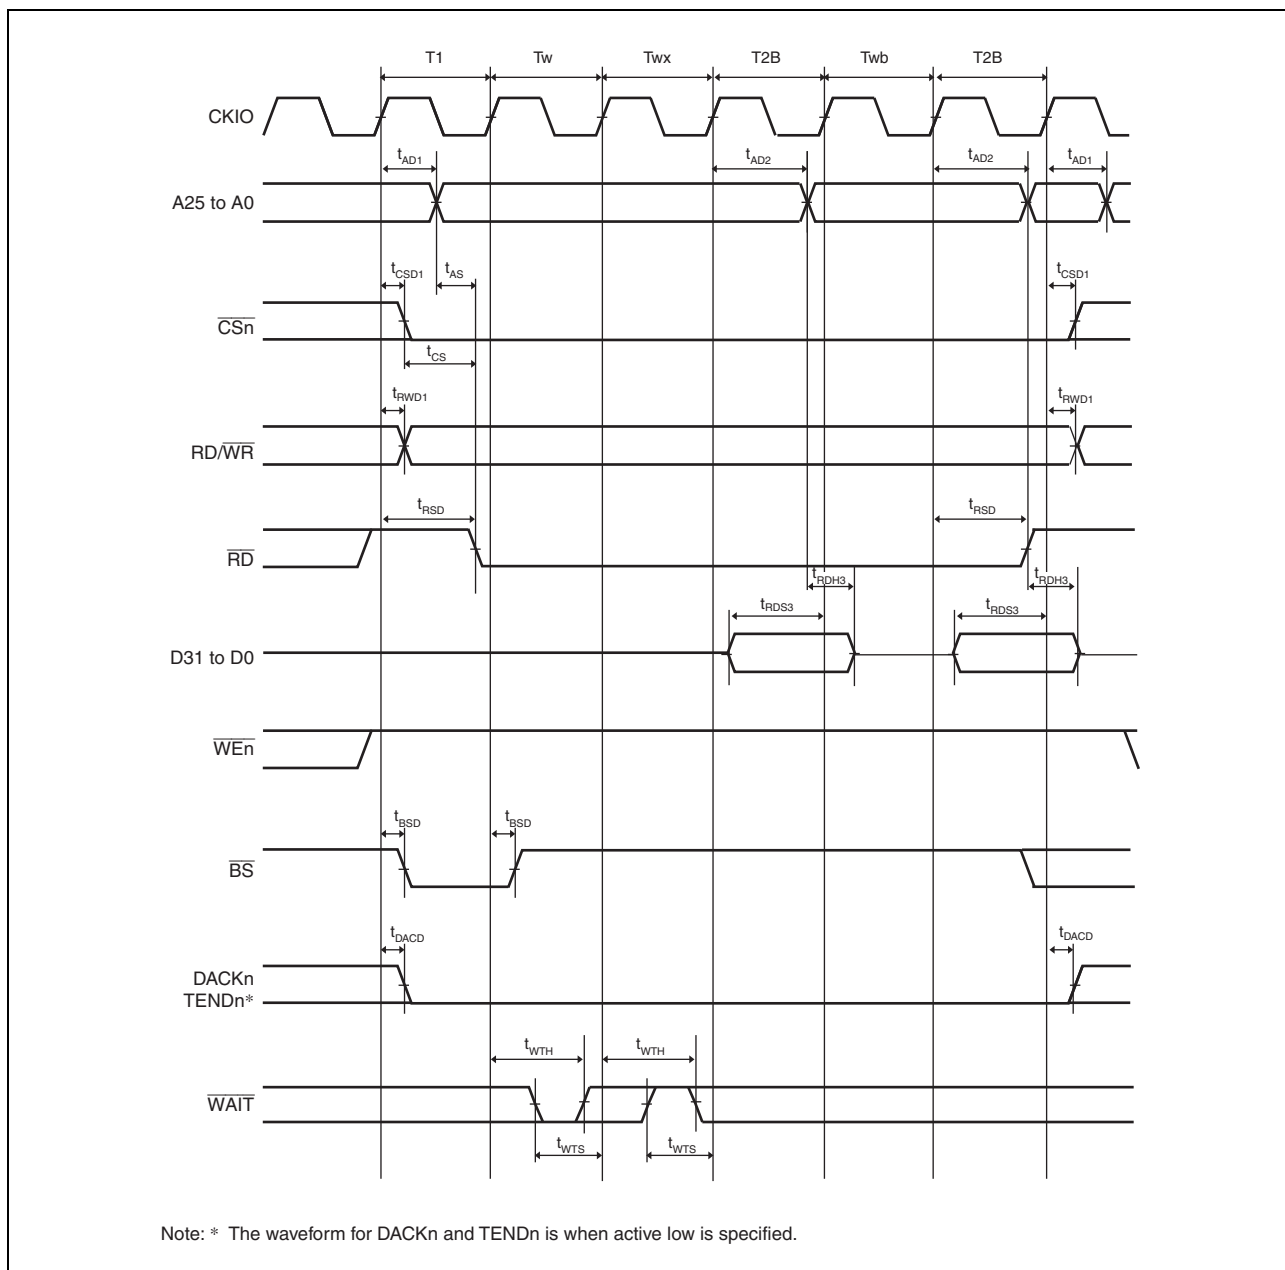 T1 Tw Twx T2B Twb T2B
CKIO
tAD1 tAD2 tAD2 tAD1
A25 to A0
tCSD1 tAS tCSD1
CSn
tCS
tRWD1 tRWD1
RD/WR
tRSD tRSD
RD
tRDH3 tRDH3
tRDS3 tRDS3
D31 to D0
WEn
tBSD tBSD
BS
tDACD tDACD
DACKn
TENDn*
tWTH tWTH
WAIT
tWTS tWTS
Note: * The waveform for DACKn and TENDn is when active low is specified.